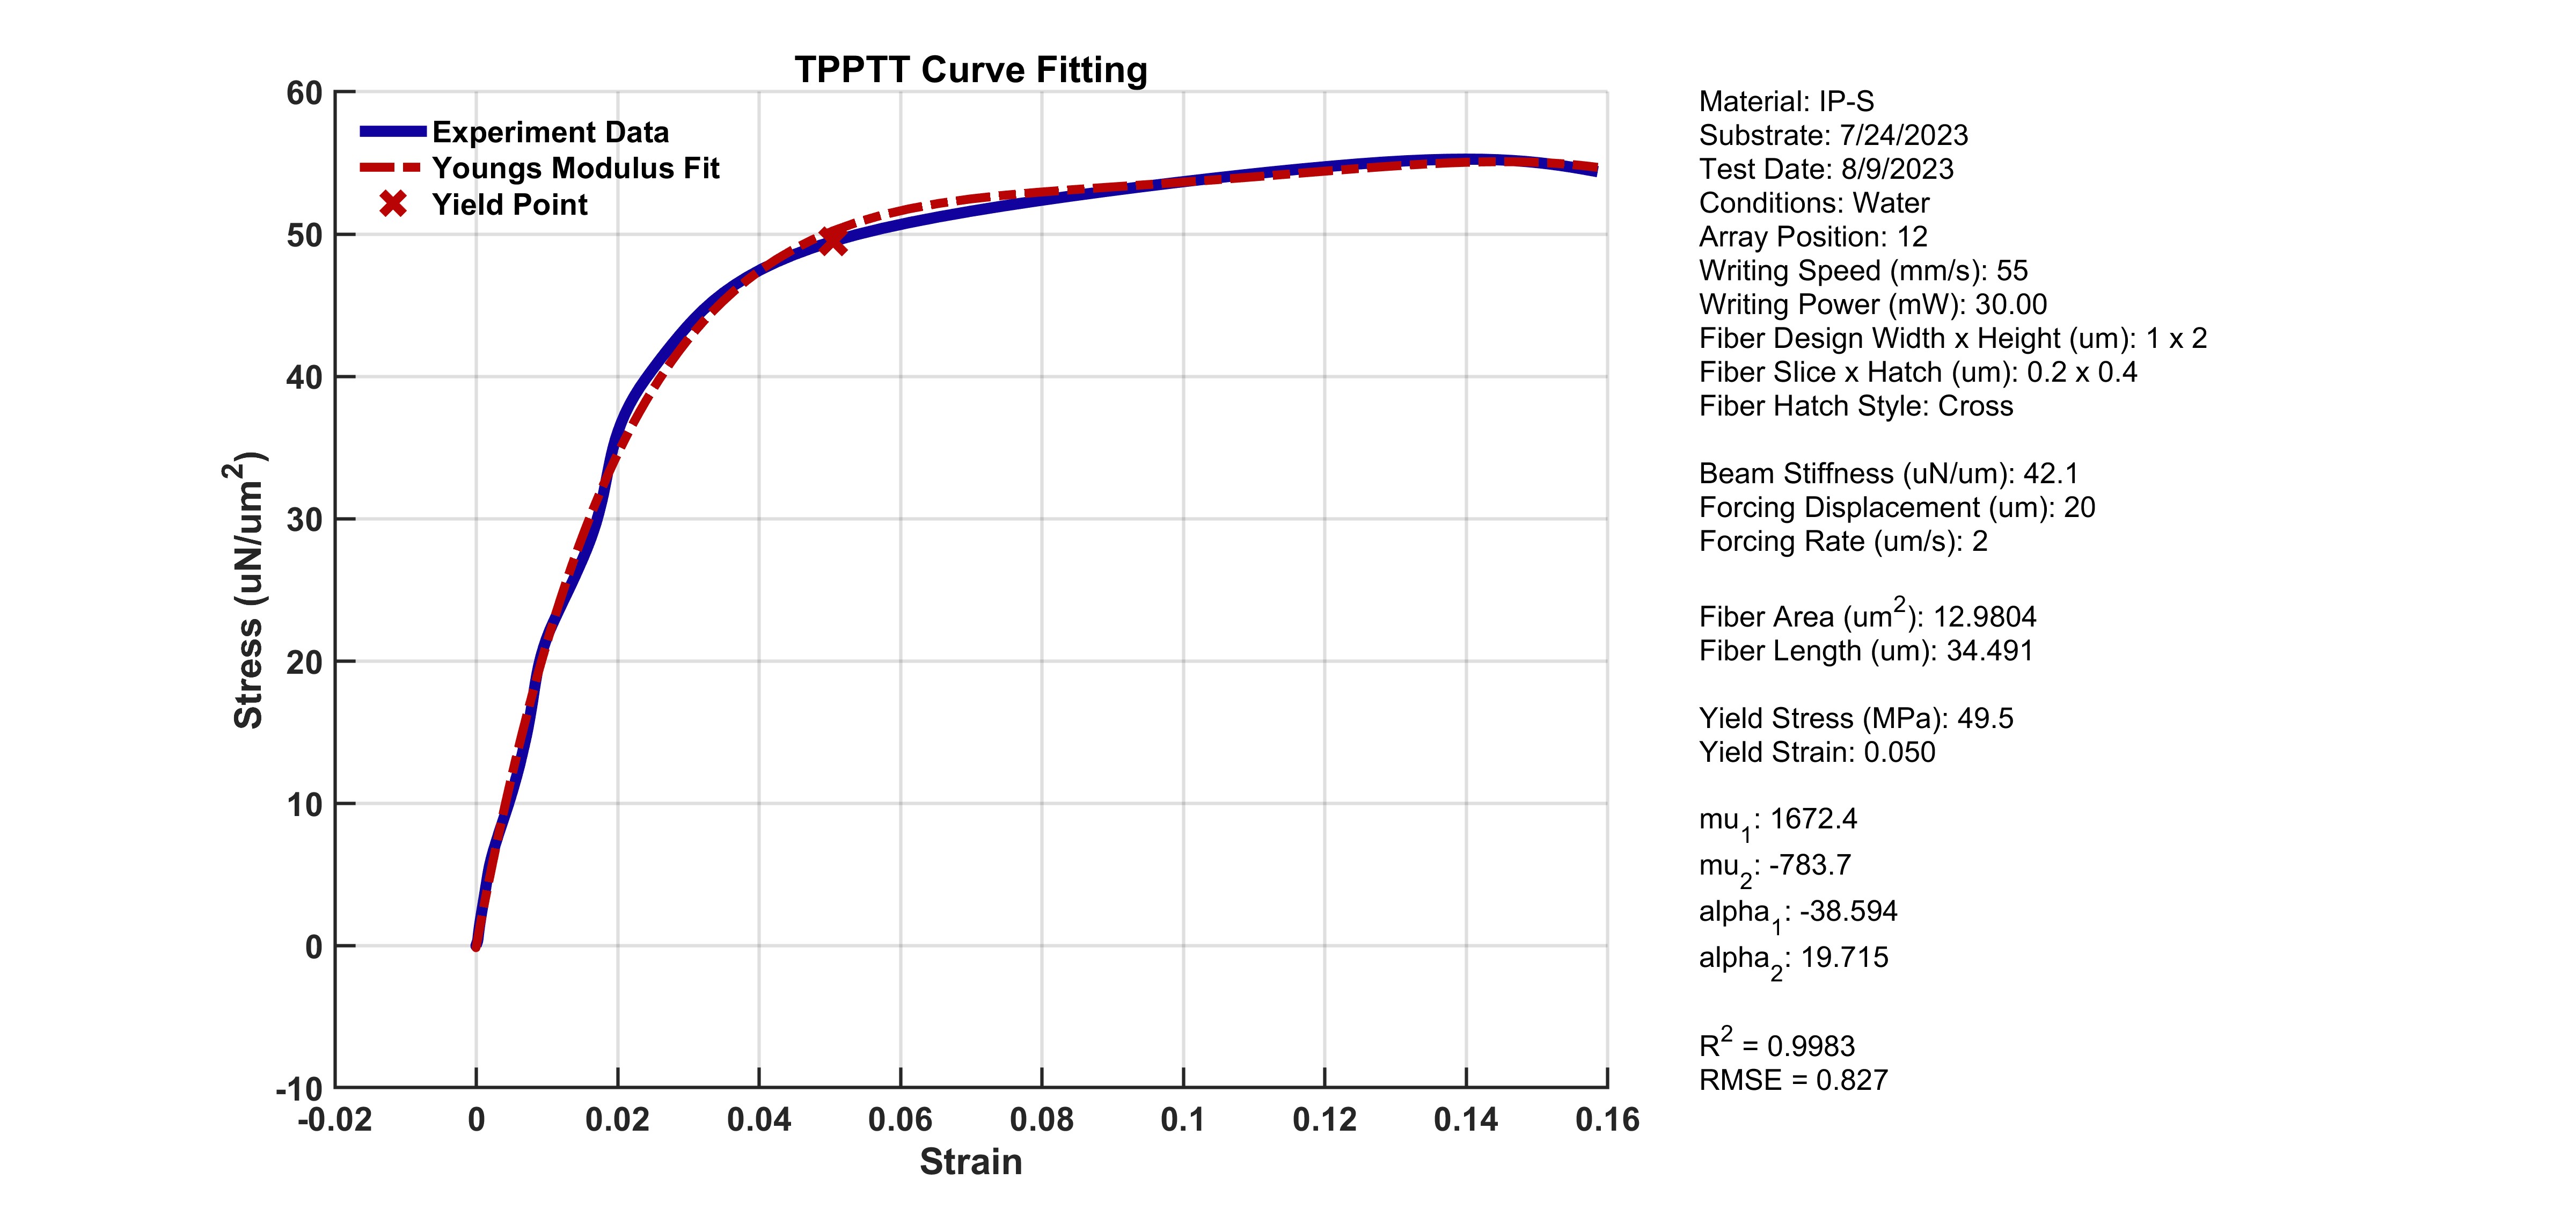 TPPTT Curve Fitting
60
50
40
30
20
10
0
-10
Stress (uN/um²)
Experiment Data
Youngs Modulus Fit
Yield Point
-0.02 0 0.02 0.04 0.06 0.08 0.1 0.12 0.14 0.16
Strain
Material: IP-S
Substrate: 7/24/2023
Test Date: 8/9/2023
Conditions: Water
Array Position: 12
Writing Speed (mm/s): 55
Writing Power (mW): 30.00
Fiber Design Width x Height (um): 1 x 2
Fiber Slice x Hatch (um): 0.2 x 0.4
Fiber Hatch Style: Cross
Beam Stiffness (uN/um): 42.1
Forcing Displacement (um): 20
Forcing Rate (um/s): 2
Fiber Area (um²): 12.9804
Fiber Length (um): 34.491
Yield Stress (MPa): 49.5
Yield Strain: 0.050
mu₁: 1672.4
mu₂: -783.7
alpha₁: -38.594
alpha₂: 19.715
R² = 0.9983
RMSE = 0.827